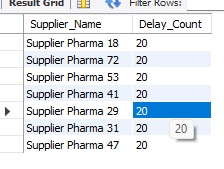 Result Grid Filter Rows:
Supplier_Name Delay_Count
Supplier Pharma 18 20
Supplier Pharma 72 20
Supplier Pharma 53 20
Supplier Pharma 41 20
Supplier Pharma 29 20
Supplier Pharma 31 20
20
Supplier Pharma 47 20